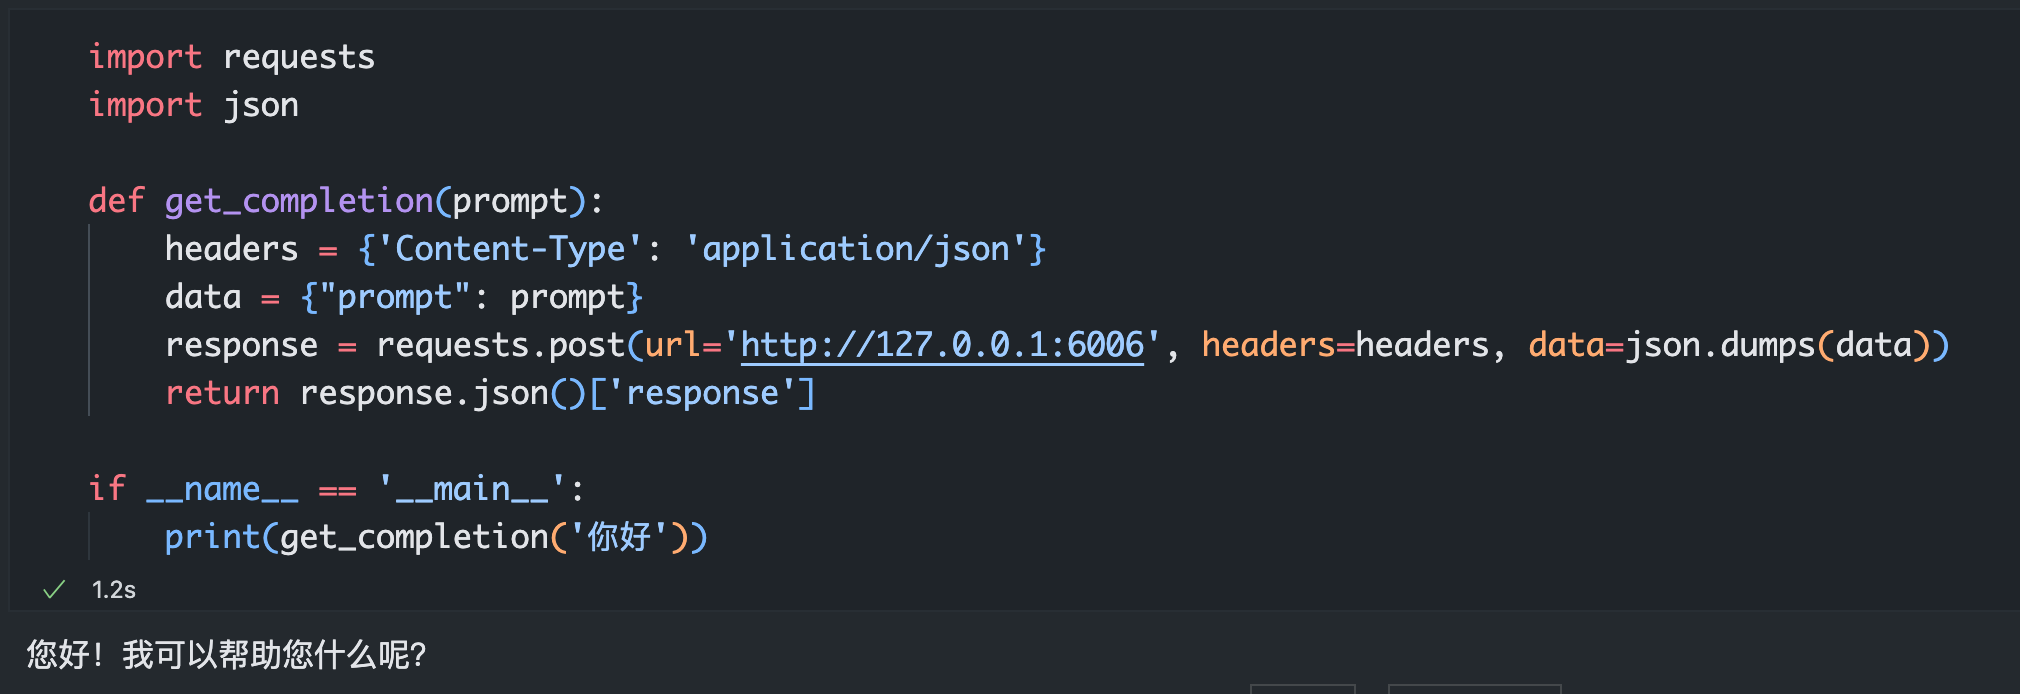 import requests
import json
def get_completion(prompt):
    headers = {'Content-Type': 'application/json'}
    data = {"prompt": prompt}
    response = requests.post(url='http://127.0.0.1:6006', headers=headers, data=json.dumps(data))
    return response.json()['response']
if __name__ == '__main__':
    print(get_completion('你好'))
1.2s
您好！我可以帮助您什么呢?